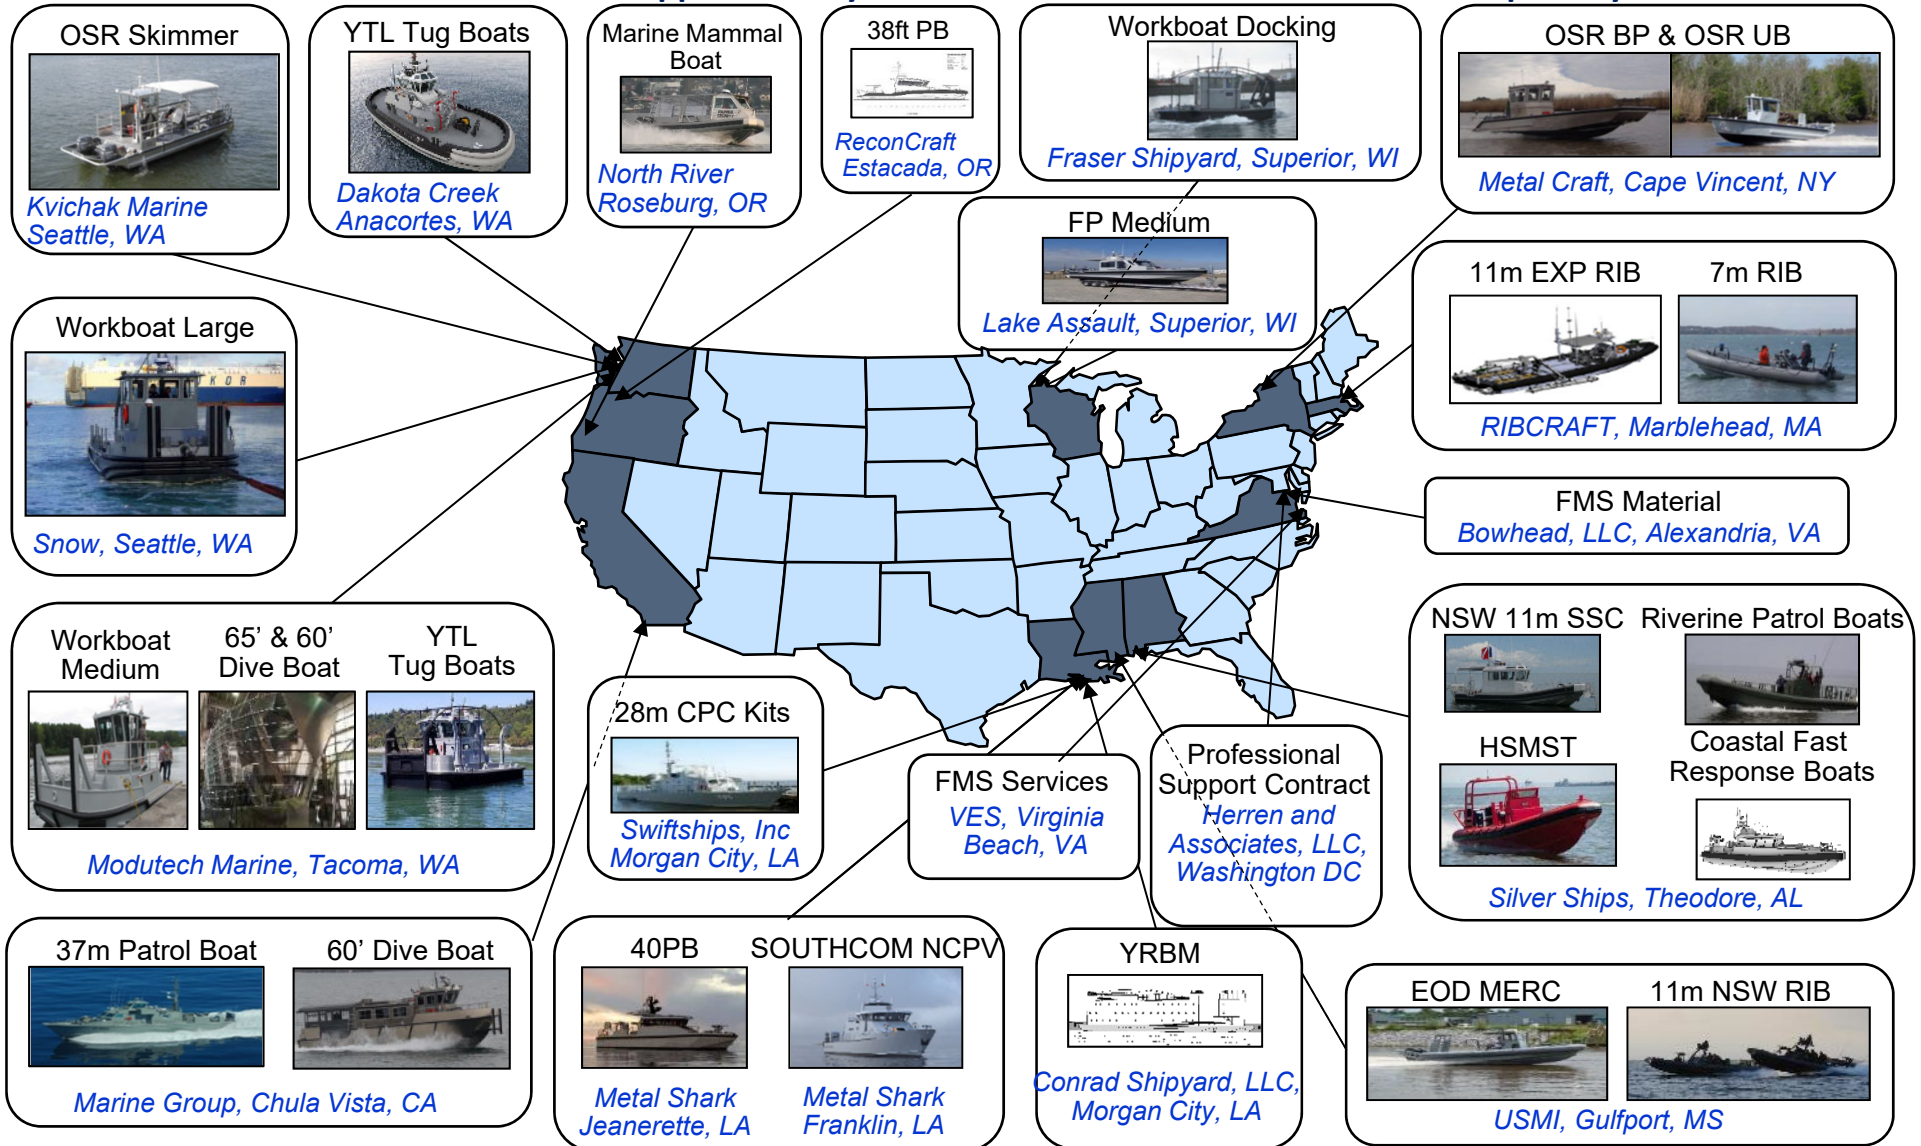 OSR Skimmer
Kvichak Marine
Seattle, WA
YTL Tug Boats
Dakota Creek
Anacortes, WA
Marine Mammal
Boat
North River
Roseburg, OR
38ft PB
ReconCraft
Estacada, OR
Workboat Docking
Fraser Shipyard, Superior, WI
OSR BP & OSR UB
Metal Craft, Cape Vincent, NY
FP Medium
Lake Assault, Superior, WI
11m EXP RIB
7m RIB
RIBCRAFT, Marblehead, MA
Workboat Large
KOR
Snow, Seattle, WA
FMS Material
Bowhead, LLC, Alexandria, VA
Workboat
Medium
65’ & 60’
Dive Boat
YTL
Tug Boats
Modutech Marine, Tacoma, WA
28m CPC Kits
Swiftships, Inc
Morgan City, LA
FMS Services
VES, Virginia
Beach, VA
Professional
Support Contract
Herren and
Associates, LLC,
Washington DC
NSW 11m SSC
Riverine Patrol Boats
HSMST
Coastal Fast
Response Boats
Silver Ships, Theodore, AL
37m Patrol Boat
60’ Dive Boat
Marine Group, Chula Vista, CA
40PB
SOUTHCOM NCPV
Metal Shark
Jeanerette, LA
Metal Shark
Franklin, LA
YRBM
Conrad Shipyard, LLC,
Morgan City, LA
EOD MERC
11m NSW RIB
USMI, Gulfport, MS